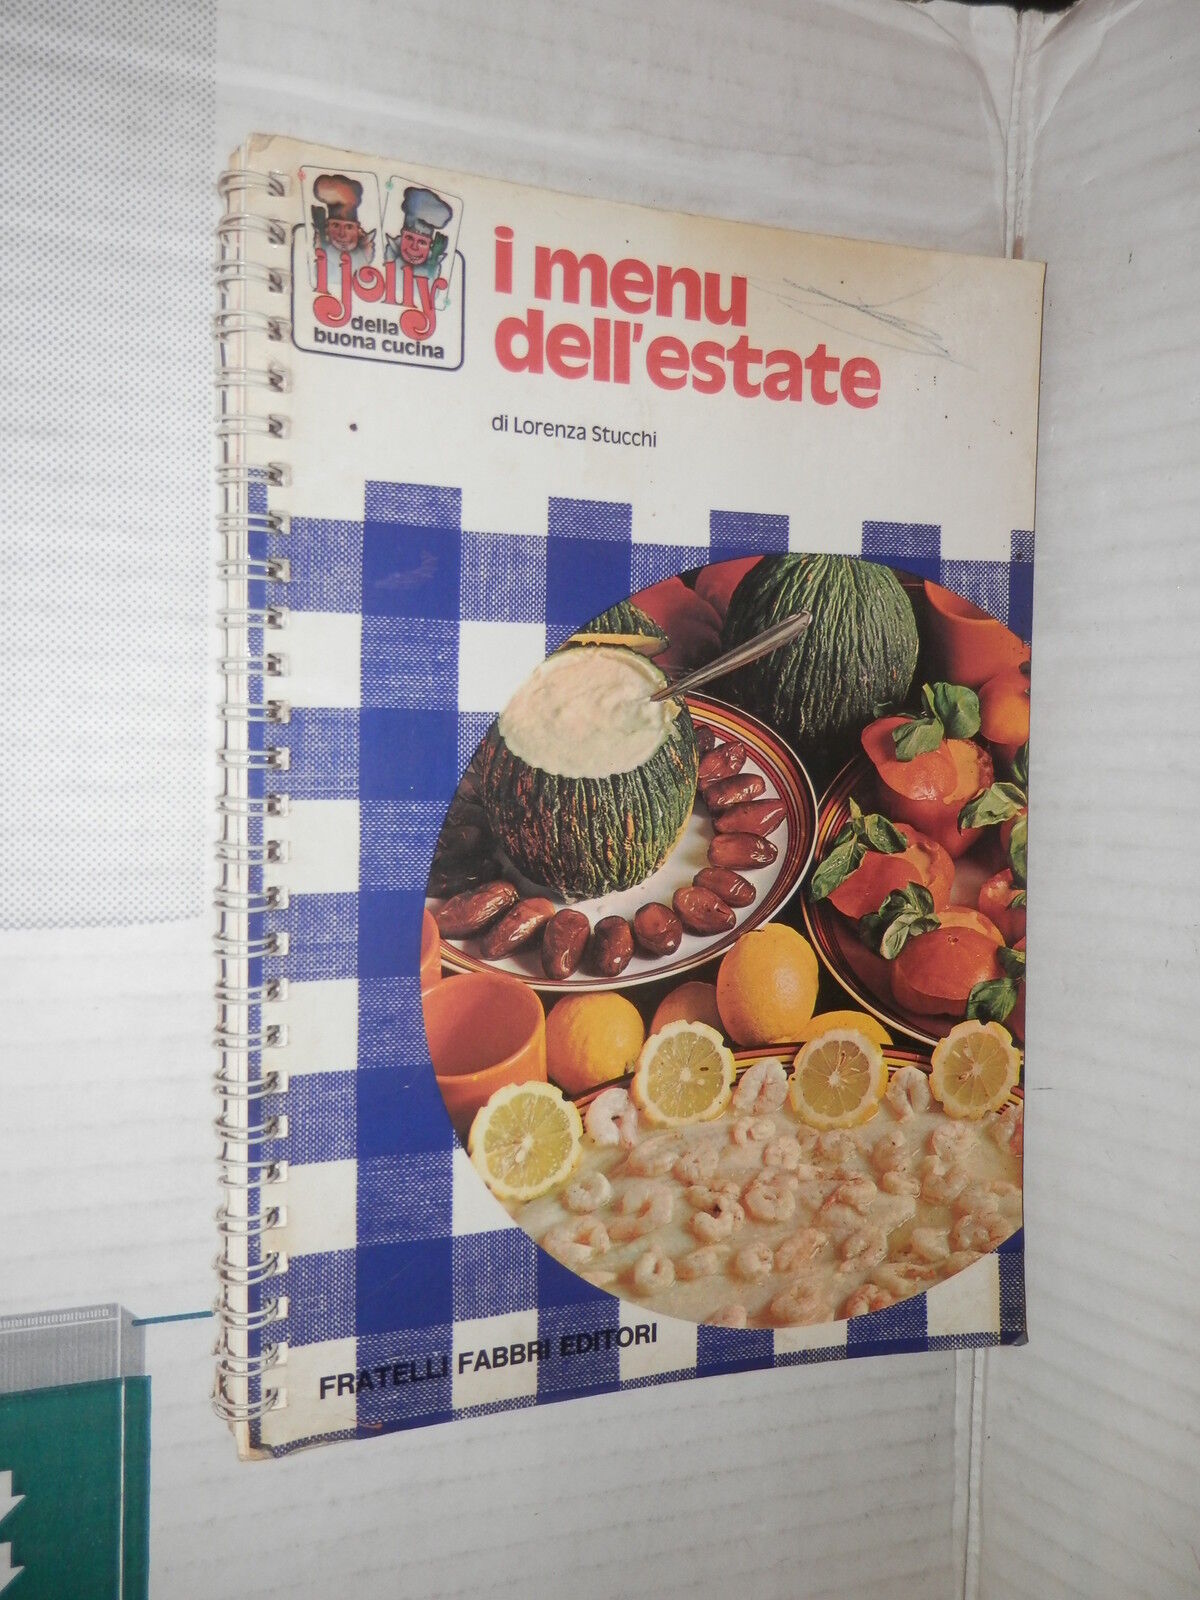 i Jolly
della
buona cucina
i menu
dell'estate
di Lorenza Stucchi
FRATELLI FABBRI EDITORI